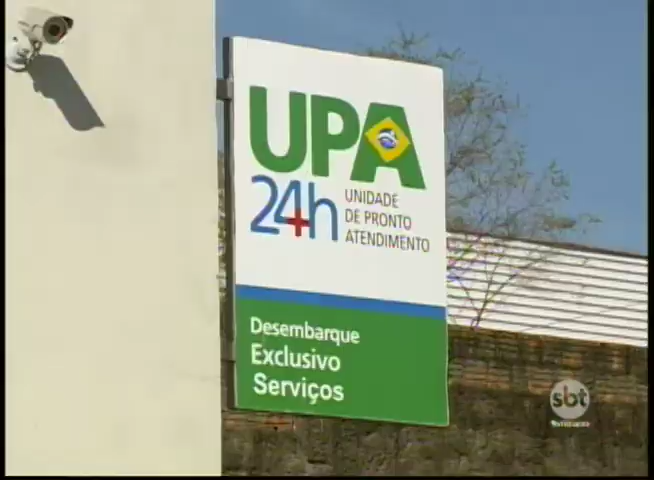 UPA
24h
UNIDADE
DE PRONTO
ATENDIMENTO
Desembarque
Exclusivo
Serviços
sbt